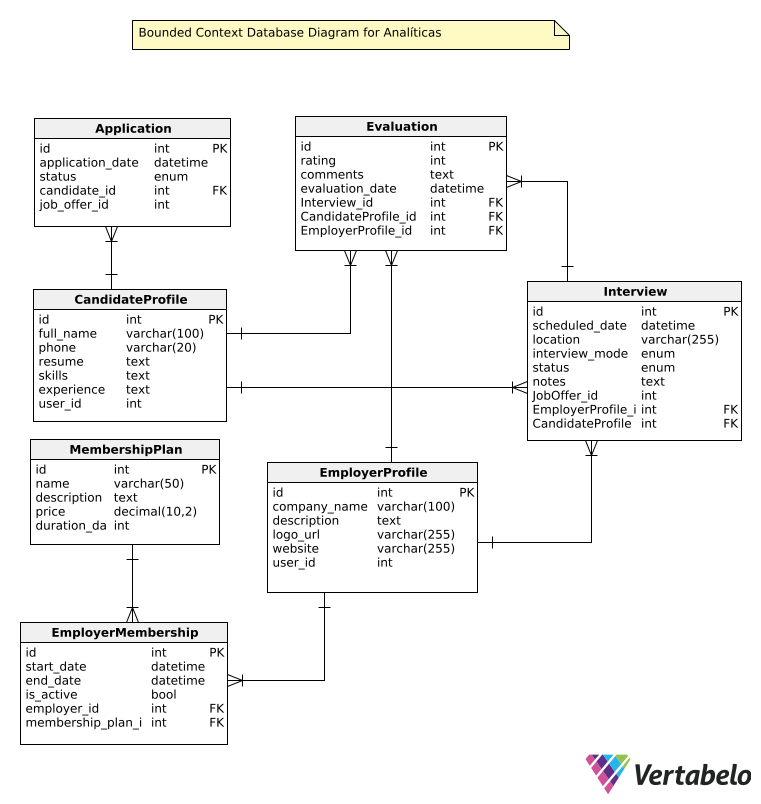 Bounded Context Database Diagram for Analíticas
Application
id int PK
application_date datetime
status enum
candidate_id int FK
job_offer_id int
Evaluation
id int PK
rating int
comments text
evaluation_date datetime
Interview_id int FK
CandidateProfile_id int FK
EmployerProfile_id int FK
CandidateProfile
id int PK
full_name varchar(100)
phone varchar(20)
resume text
skills text
experience text
user_id int
Interview
id int PK
scheduled_date datetime
location varchar(255)
interview_mode enum
status enum
notes text
JobOffer_id int
EmployerProfile_i int FK
CandidateProfile int FK
MembershipPlan
id int PK
name varchar(50)
description text
price decimal(10,2)
duration_da int
EmployerProfile
id int PK
company_name varchar(100)
description text
logo_url varchar(255)
website varchar(255)
user_id int
EmployerMembership
id int PK
start_date datetime
end_date datetime
is_active bool
employer_id int FK
membership_plan_i int FK
Vertabelo